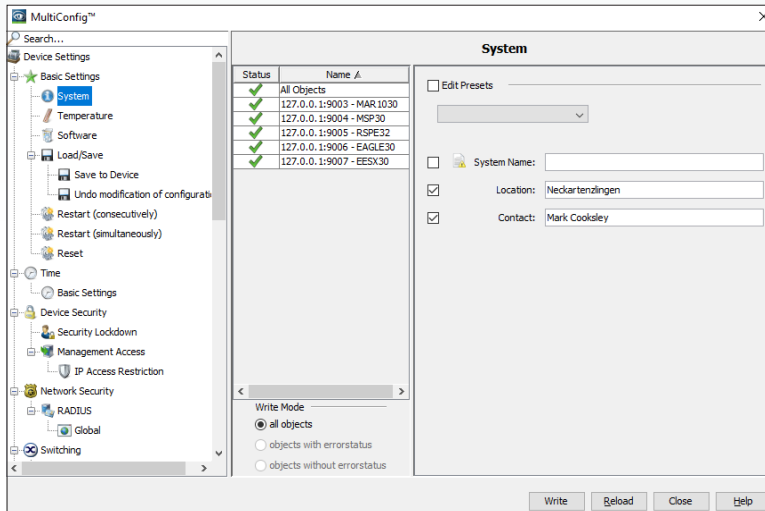 MultiConfig™
Search...
Device Settings
Basic Settings
System
Temperature
Software
Load/Save
Save to Device
Undo modification of configurati
Restart (consecutively)
Restart (simultaneously)
Reset
Time
Basic Settings
Device Security
Security Lockdown
Management Access
IP Access Restriction
Network Security
RADIUS
Global
Switching
System
Status Name
All Objects
127.0.0.1:9003 - MAR1030
127.0.0.1:9004 - MSP30
127.0.0.1:9005 - RSPE32
127.0.0.1:9006 - EAGLE30
127.0.0.1:9007 - EESX30
Write Mode
all objects
objects with errorstatus
objects without errorstatus
Edit Presets
System Name:
Location: Neckartenzlingen
Contact: Mark Cooksley
Write Reload Close Help